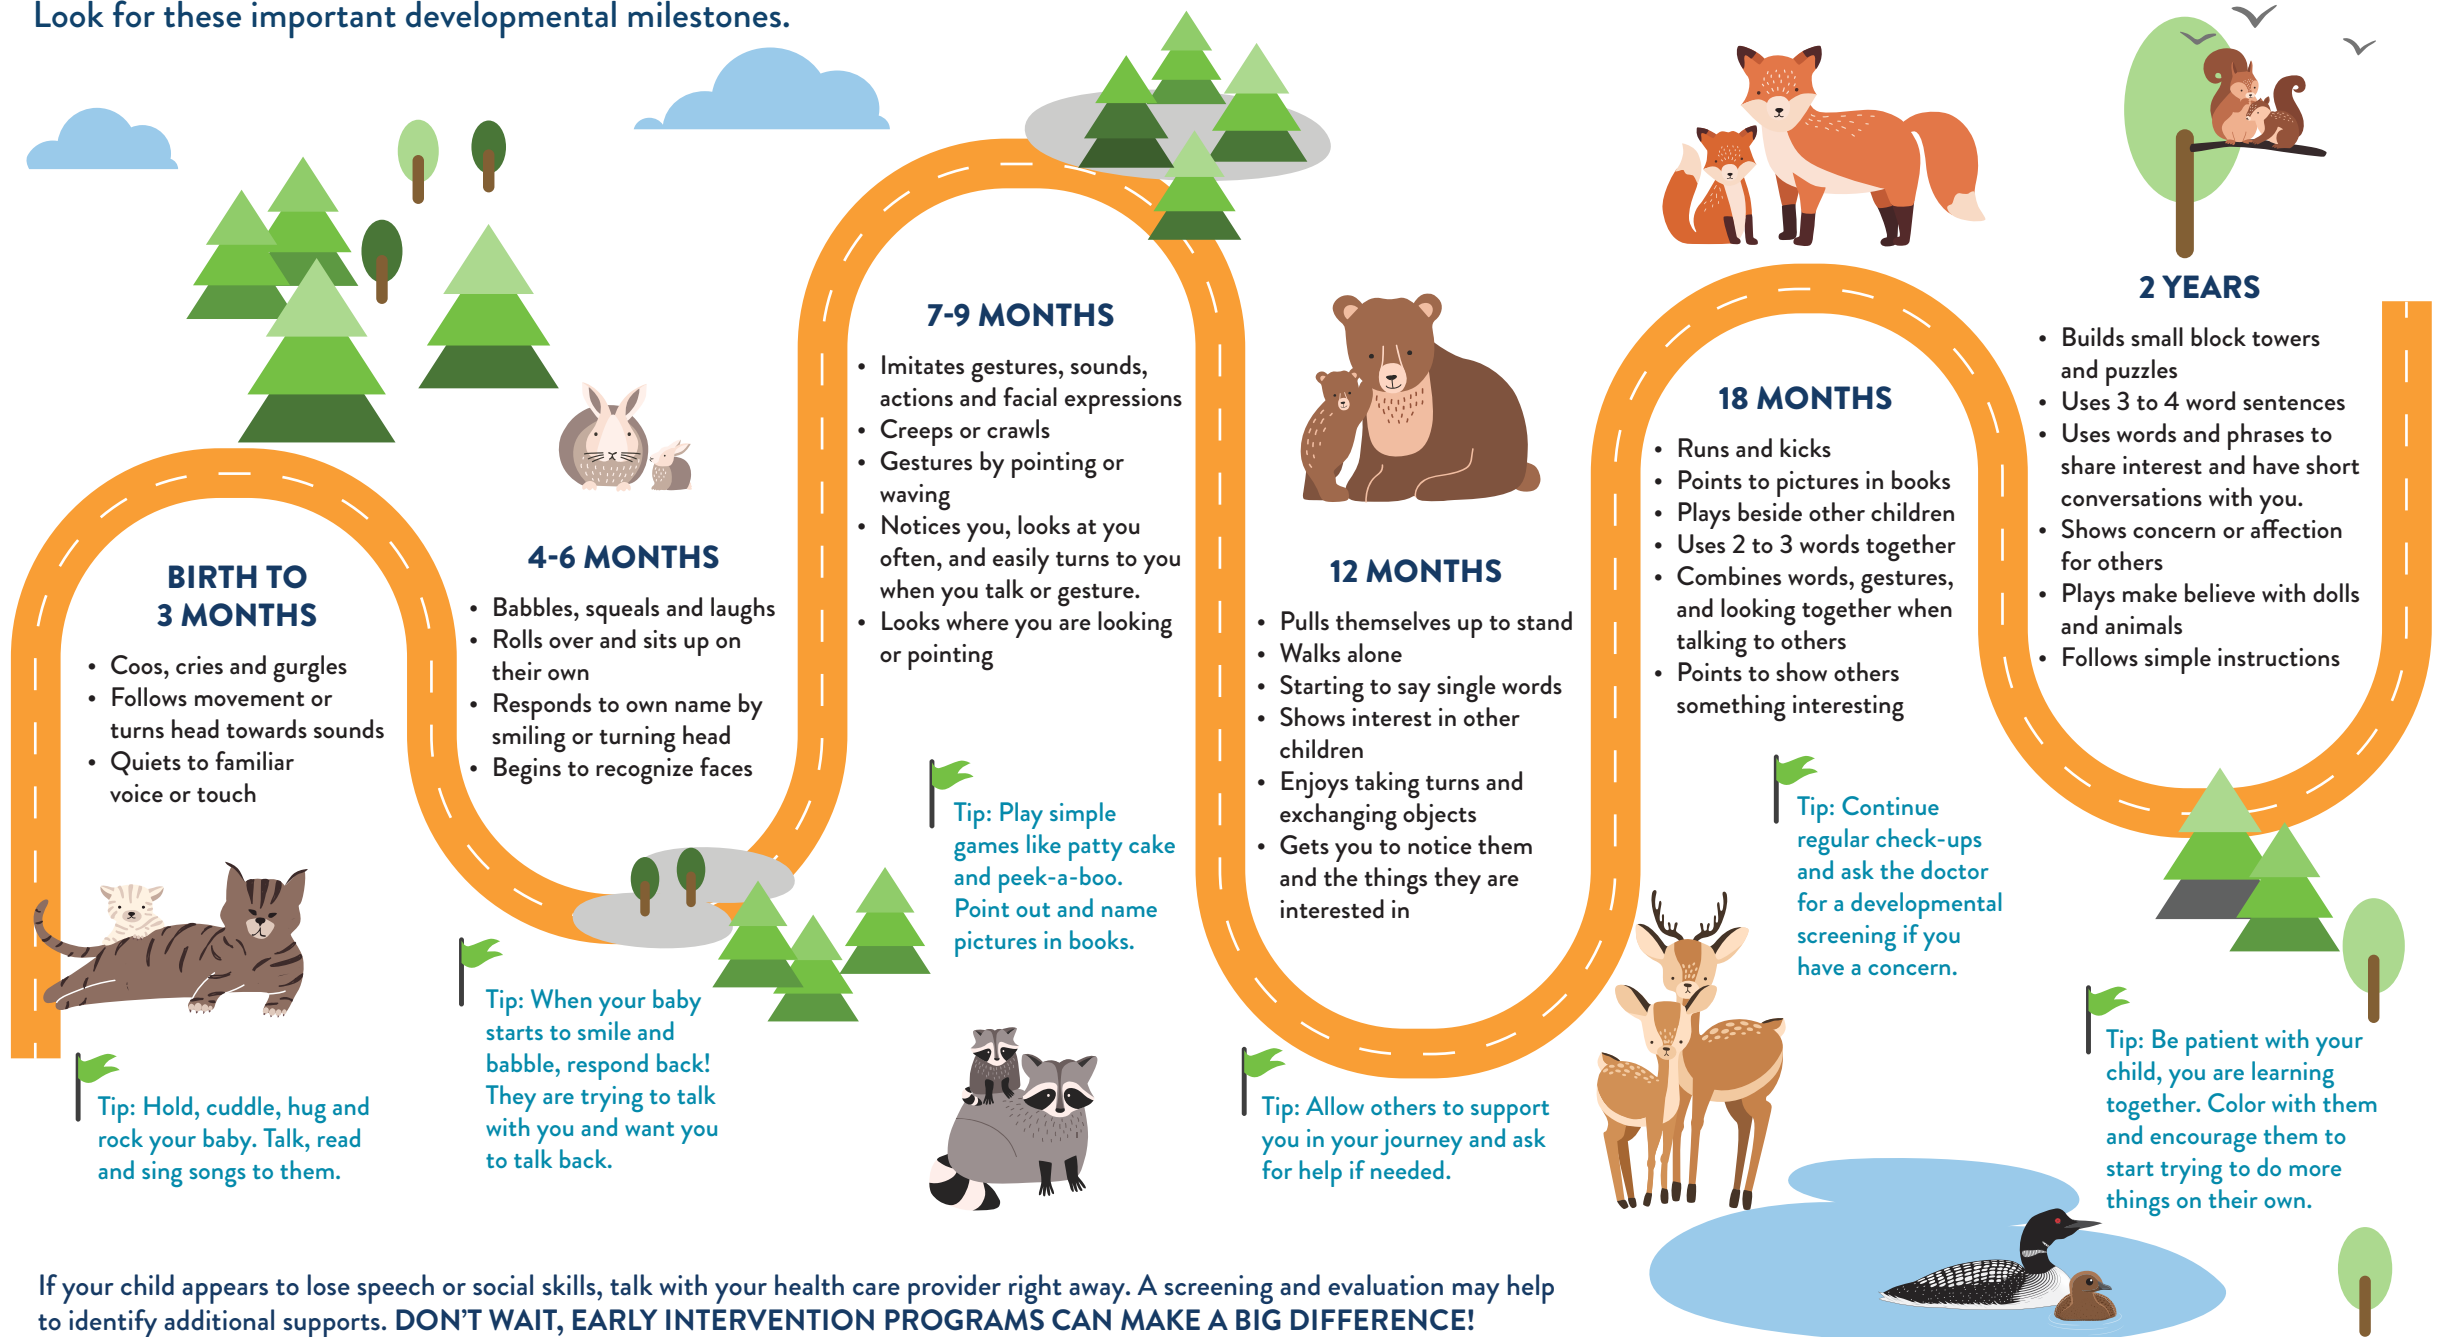 Look for these important developmental milestones.
BIRTH TO
3 MONTHS
• Coos, cries and gurgles
• Follows movement or
turns head towards sounds
• Quiets to familiar
voice or touch
Tip: Hold, cuddle, hug and
rock your baby. Talk, read
and sing songs to them.
4-6 MONTHS
• Babbles, squeals and laughs
• Rolls over and sits up on
their own
• Responds to own name by
smiling or turning head
• Begins to recognize faces
Tip: When your baby
starts to smile and
babble, respond back!
They are trying to talk
with you and want you
to talk back.
7-9 MONTHS
• Imitates gestures, sounds,
actions and facial expressions
• Creeps or crawls
• Gestures by pointing or
waving
• Notices you, looks at you
often, and easily turns to you
when you talk or gesture.
• Looks where you are looking
or pointing
Tip: Play simple
games like patty cake
and peek-a-boo.
Point out and name
pictures in books.
12 MONTHS
• Pulls themselves up to stand
• Walks alone
• Starting to say single words
• Shows interest in other
children
• Enjoys taking turns and
exchanging objects
• Gets you to notice them
and the things they are
interested in
Tip: Allow others to support
you in your journey and ask
for help if needed.
18 MONTHS
• Runs and kicks
• Points to pictures in books
• Plays beside other children
• Uses 2 to 3 words together
• Combines words, gestures,
and looking together when
talking to others
• Points to show others
something interesting
Tip: Continue
regular check-ups
and ask the doctor
for a developmental
screening if you
have a concern.
2 YEARS
• Builds small block towers
and puzzles
• Uses 3 to 4 word sentences
• Uses words and phrases to
share interest and have short
conversations with you.
• Shows concern or affection
for others
• Plays make believe with dolls
and animals
• Follows simple instructions
Tip: Be patient with your
child, you are learning
together. Color with them
and encourage them to
start trying to do more
things on their own.
If your child appears to lose speech or social skills, talk with your health care provider right away. A screening and evaluation may help
to identify additional supports. DON'T WAIT, EARLY INTERVENTION PROGRAMS CAN MAKE A BIG DIFFERENCE!